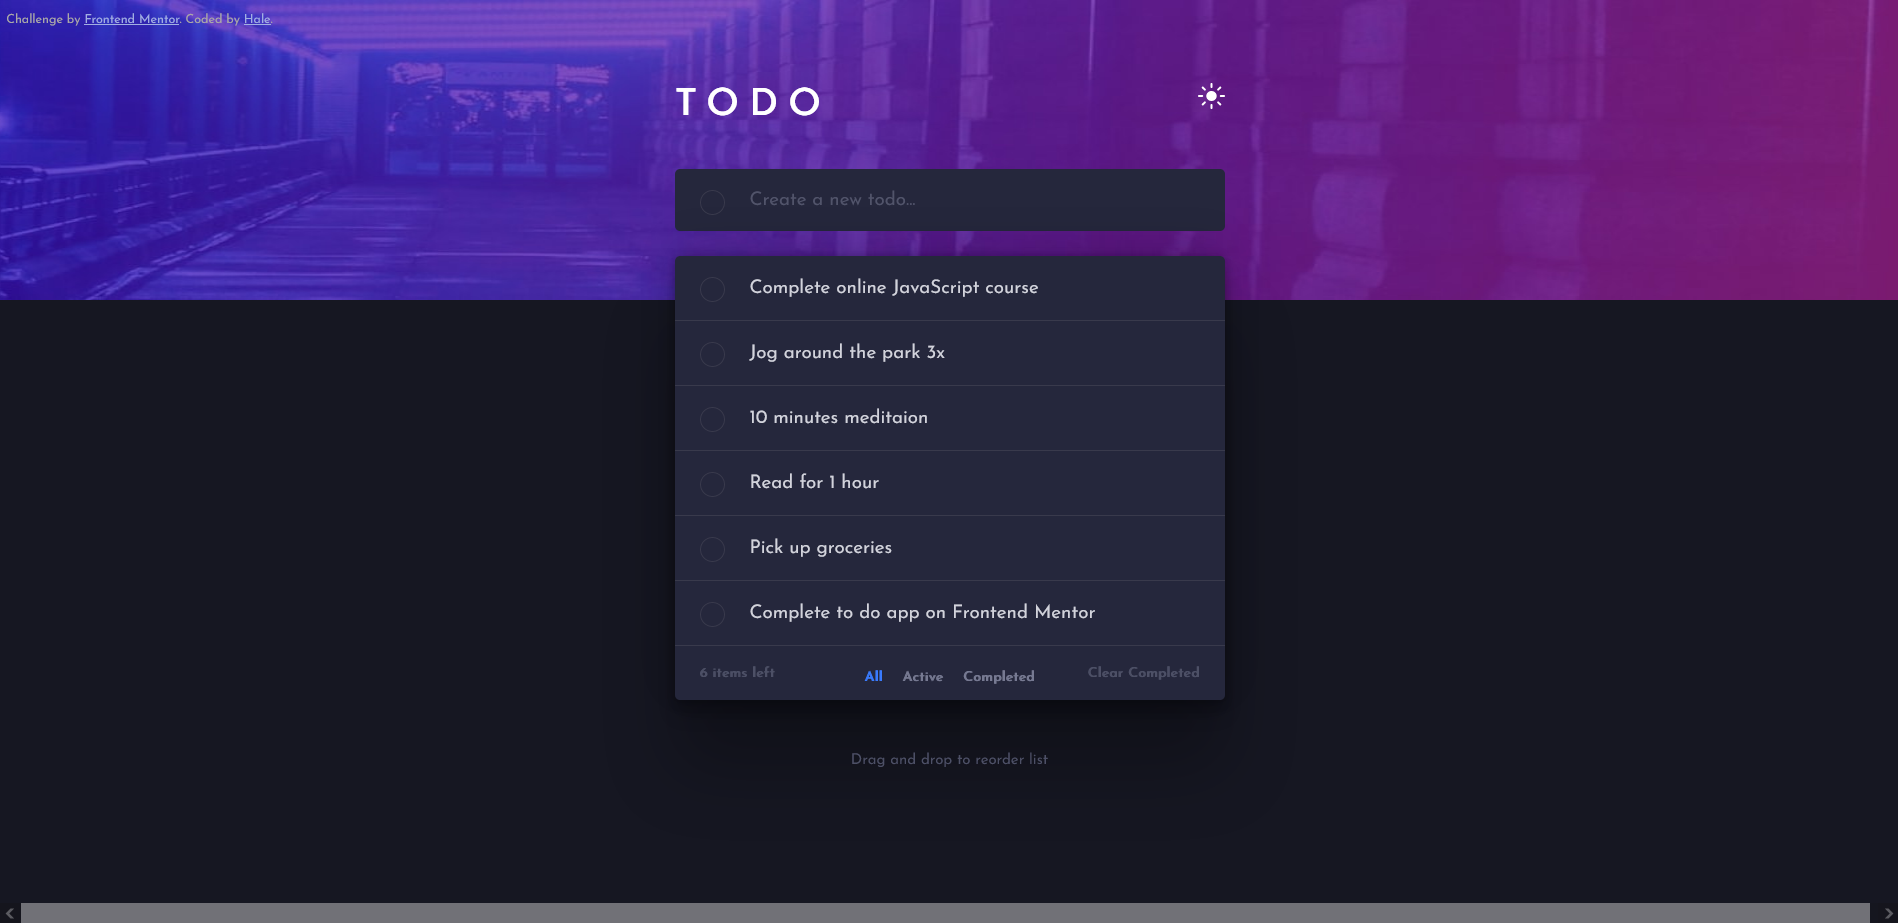 Challenge by Frontend Mentor. Coded by Hale.
TODO
Create a new todo...
Complete online JavaScript course
Jog around the park 3x
10 minutes meditaion
Read for 1 hour
Pick up groceries
Complete to do app on Frontend Mentor
6 items left All Active Completed Clear Completed
Drag and drop to reorder list